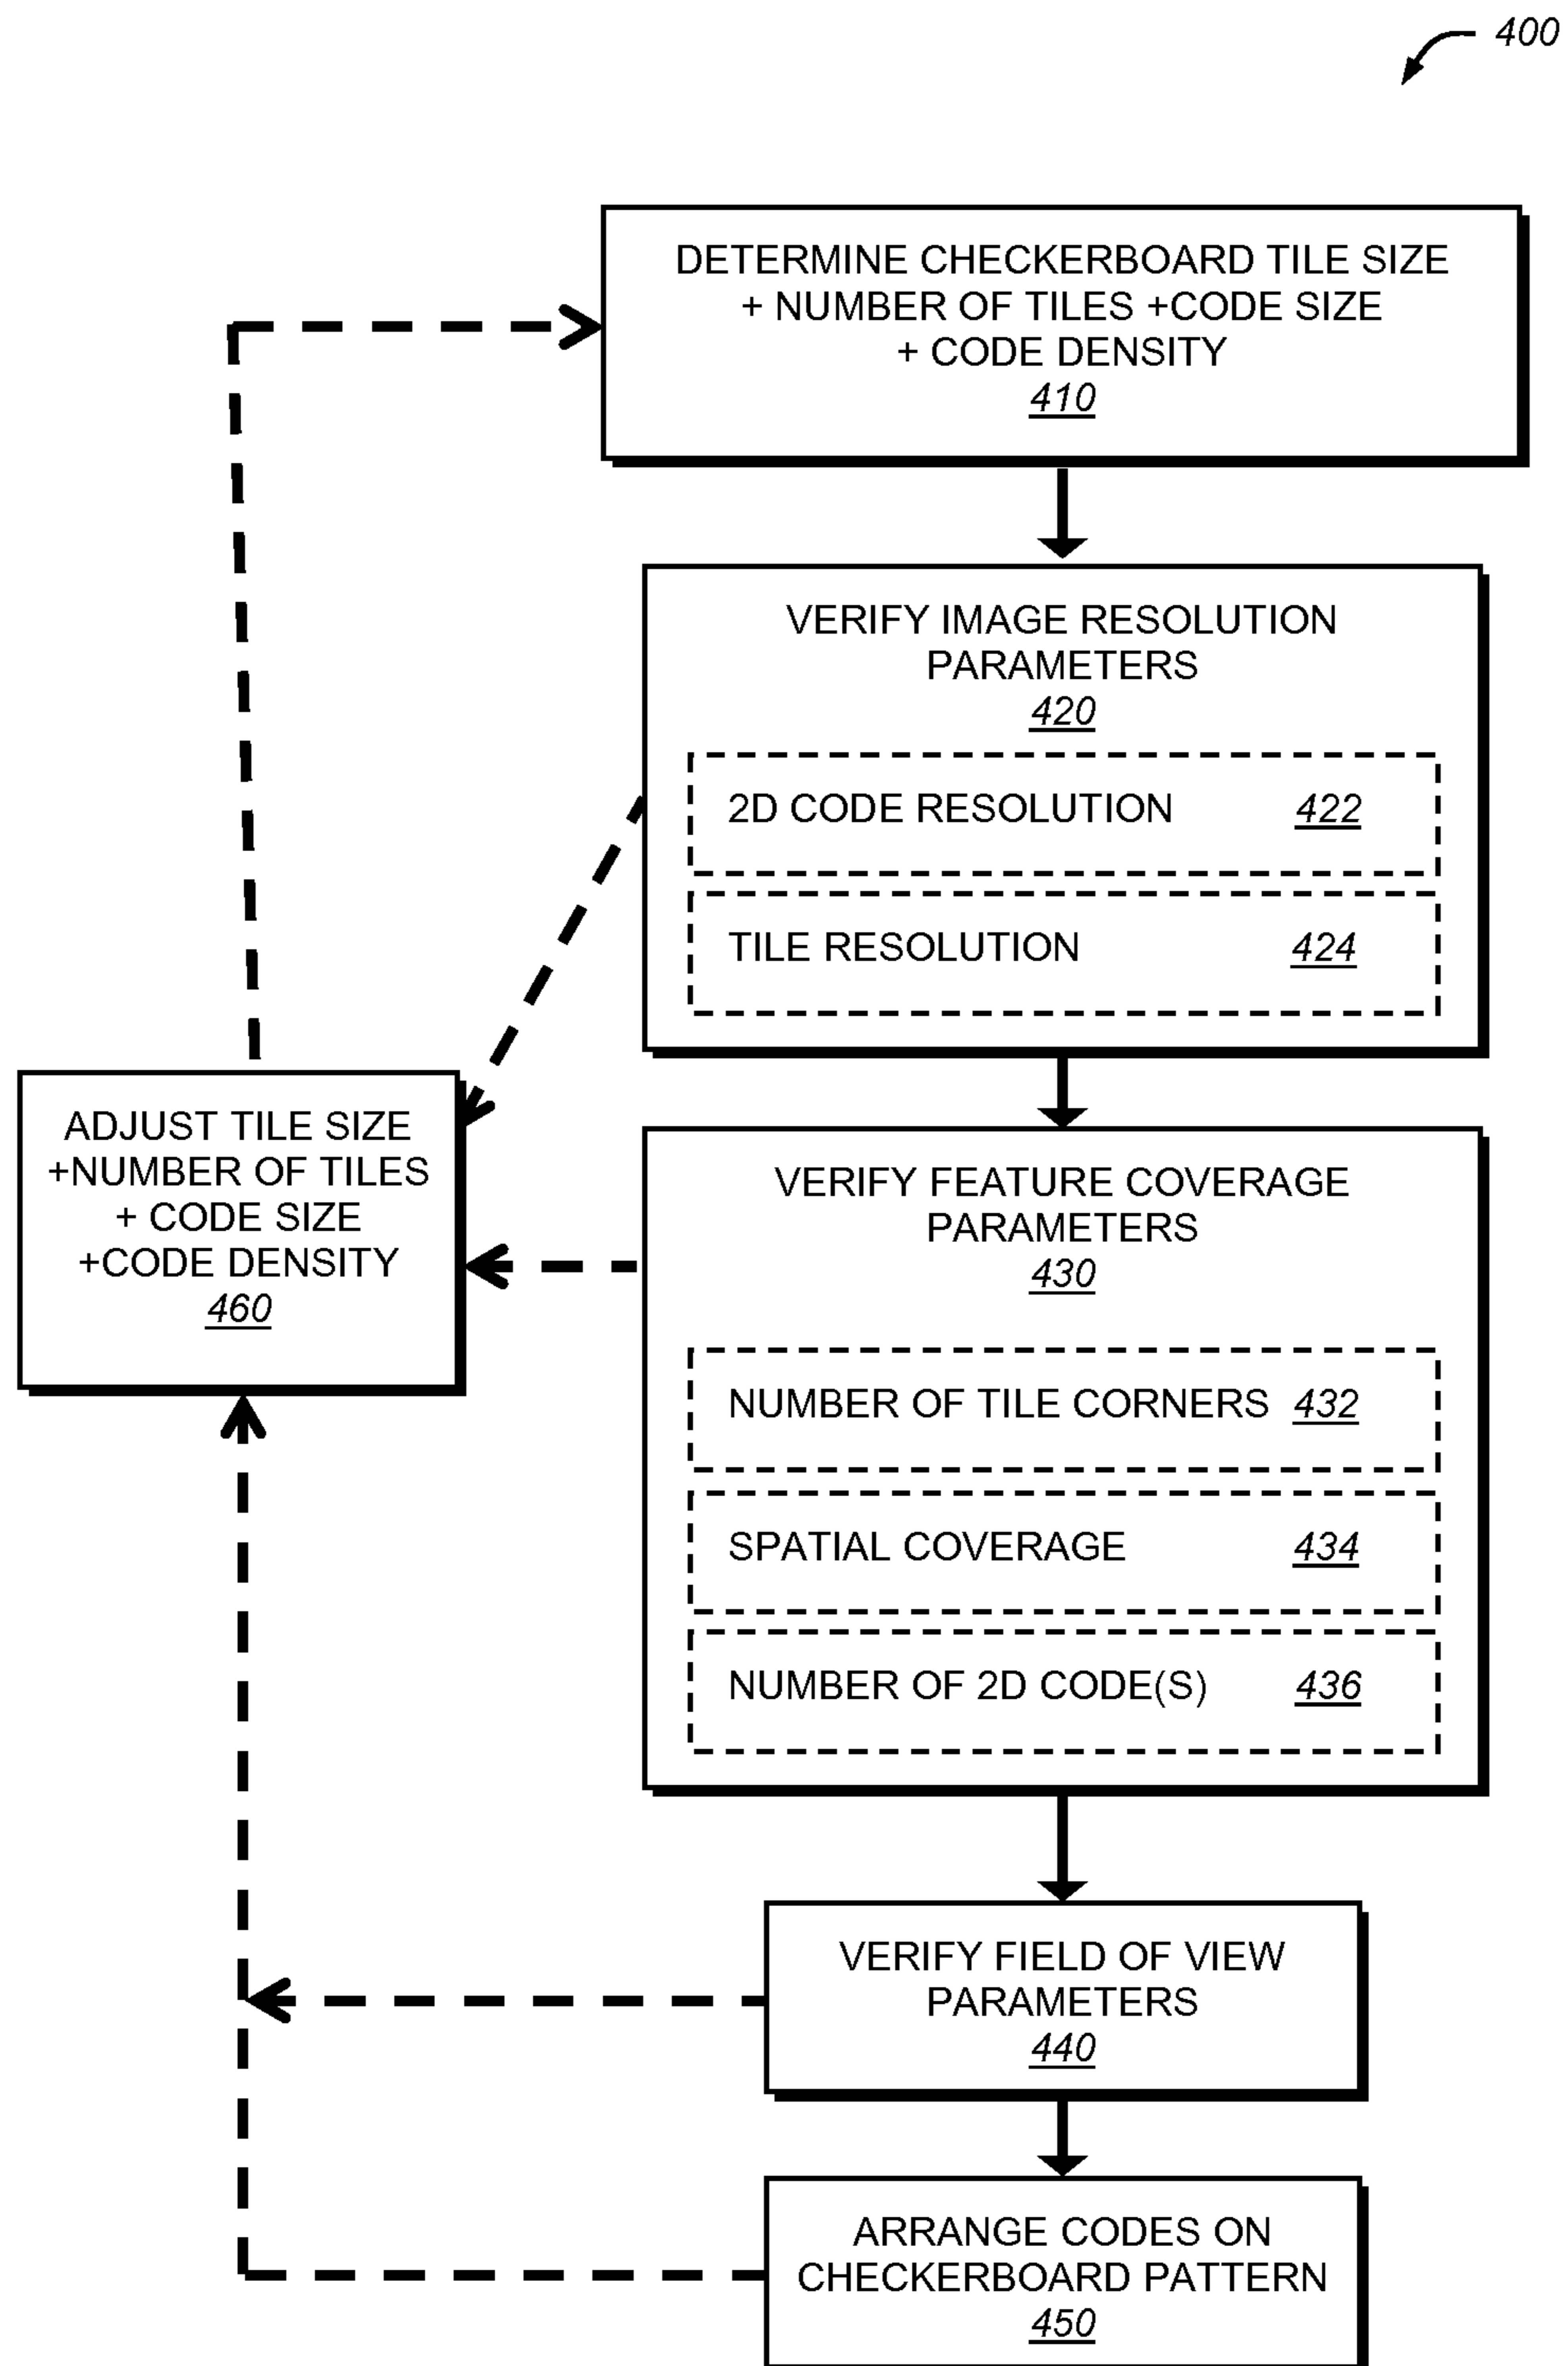 400
DETERMINE CHECKERBOARD TILE SIZE
+ NUMBER OF TILES +CODE SIZE
+ CODE DENSITY
410
VERIFY IMAGE RESOLUTION
PARAMETERS
420
2D CODE RESOLUTION 422
TILE RESOLUTION 424
ADJUST TILE SIZE
+NUMBER OF TILES
+ CODE SIZE
+CODE DENSITY
460
VERIFY FEATURE COVERAGE
PARAMETERS
430
NUMBER OF TILE CORNERS 432
SPATIAL COVERAGE 434
NUMBER OF 2D CODE(S) 436
VERIFY FIELD OF VIEW
PARAMETERS
440
ARRANGE CODES ON
CHECKERBOARD PATTERN
450